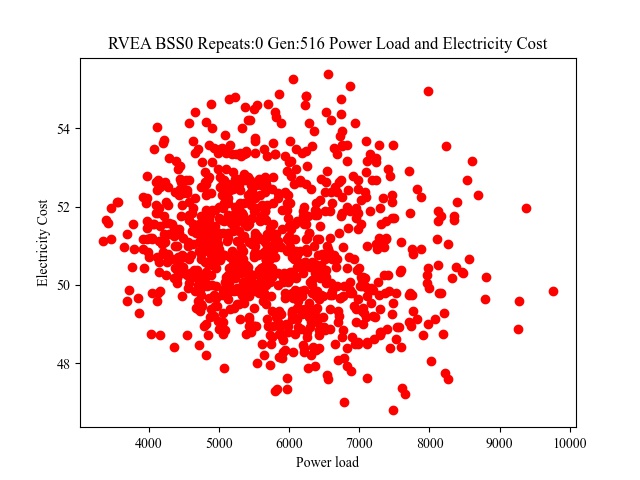 RVEA BSS0 Repeats:0 Gen:516 Power Load and Electricity Cost
Electricity Cost
54
52
50
48
4000 5000 6000 7000 8000 9000 10000
Power load